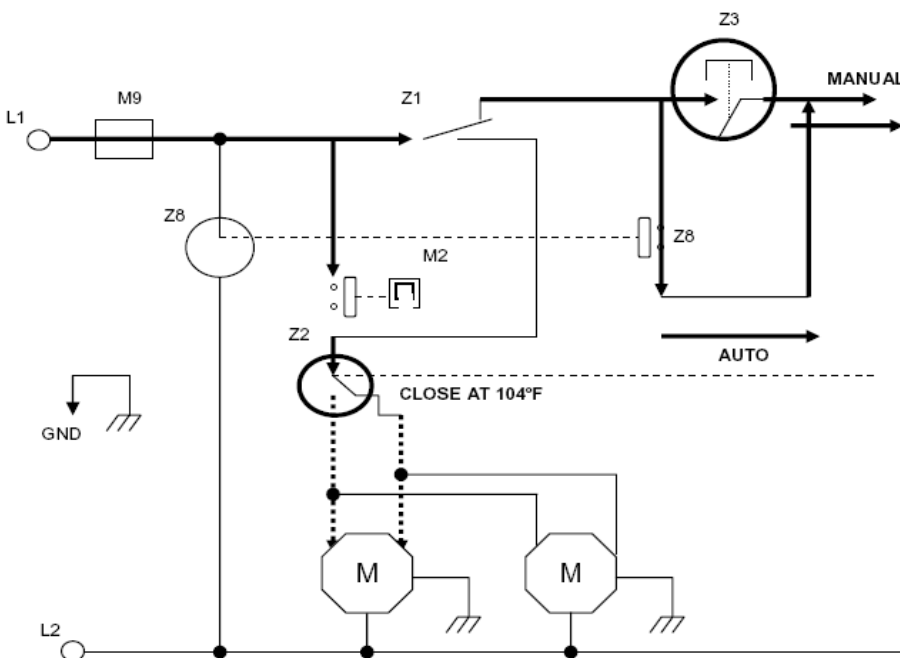 Z3
MANUAL
M9
Z1
L1
Z8
Z8
M2
Z2
AUTO
CLOSE AT 104ºF
GND
M
M
L2